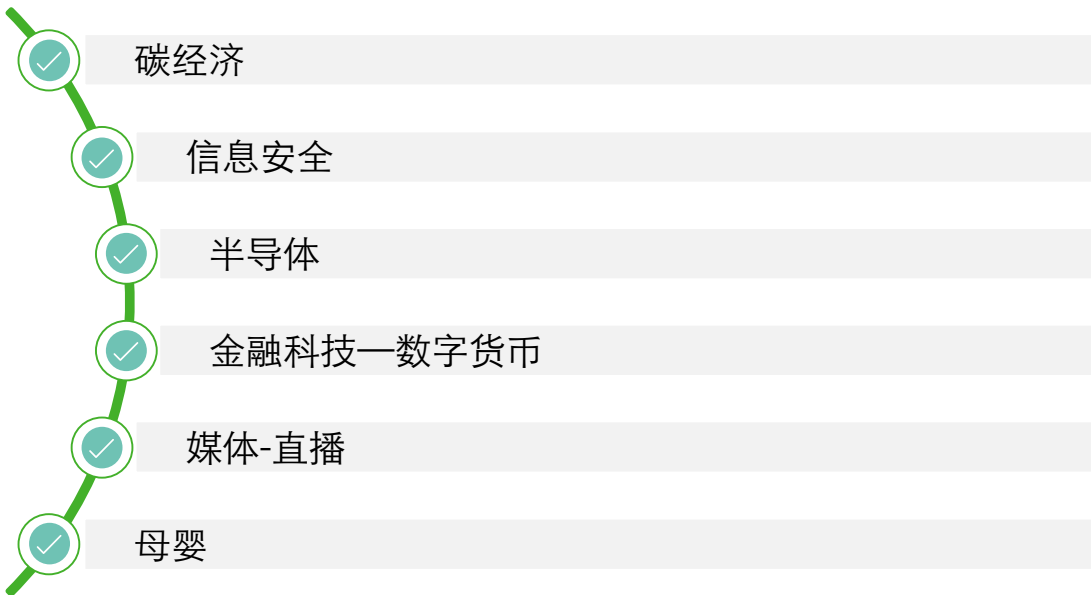 碳经济
信息安全
半导体
金融科技—数字货币
媒体-直播
母婴